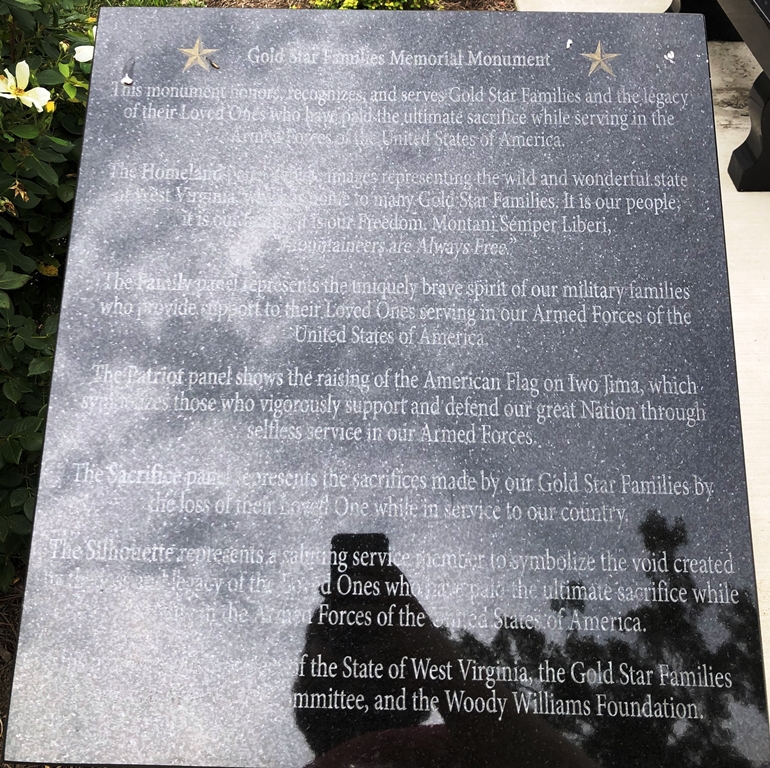 Gold Star Families Memorial Monument
This monument honors, recognizes, and serves Gold Star Families and the legacy
of their Loved Ones who have paid the ultimate sacrifice while serving in the
Armed Forces of the United States of America.
The Homeland images representing the wild and wonderful state
of West Virginia, home to many Gold Star Families. It is our people;
it is our it is our Freedom. Montani Semper Liberi,
"Mountaineers are Always Free."
The Family panel represents the uniquely brave spirit of our military families
who provide support to their Loved Ones serving in our Armed Forces of the
United States of America.
The Patriot panel shows the raising of the American Flag on Iwo Jima, which
symbolizes those who vigorously support and defend our great Nation through
selfless service in our Armed Forces.
The Sacrifice panel represents the sacrifices made by our Gold Star Families by
the loss of their Loved One while in service to our country.
The Silhouette represents a saluting service member to symbolize the void created
and legacy of the Loved Ones who have paid the ultimate sacrifice while
in the Armed Forces of the United States of America.
of the State of West Virginia, the Gold Star Families
and the Woody Williams Foundation.